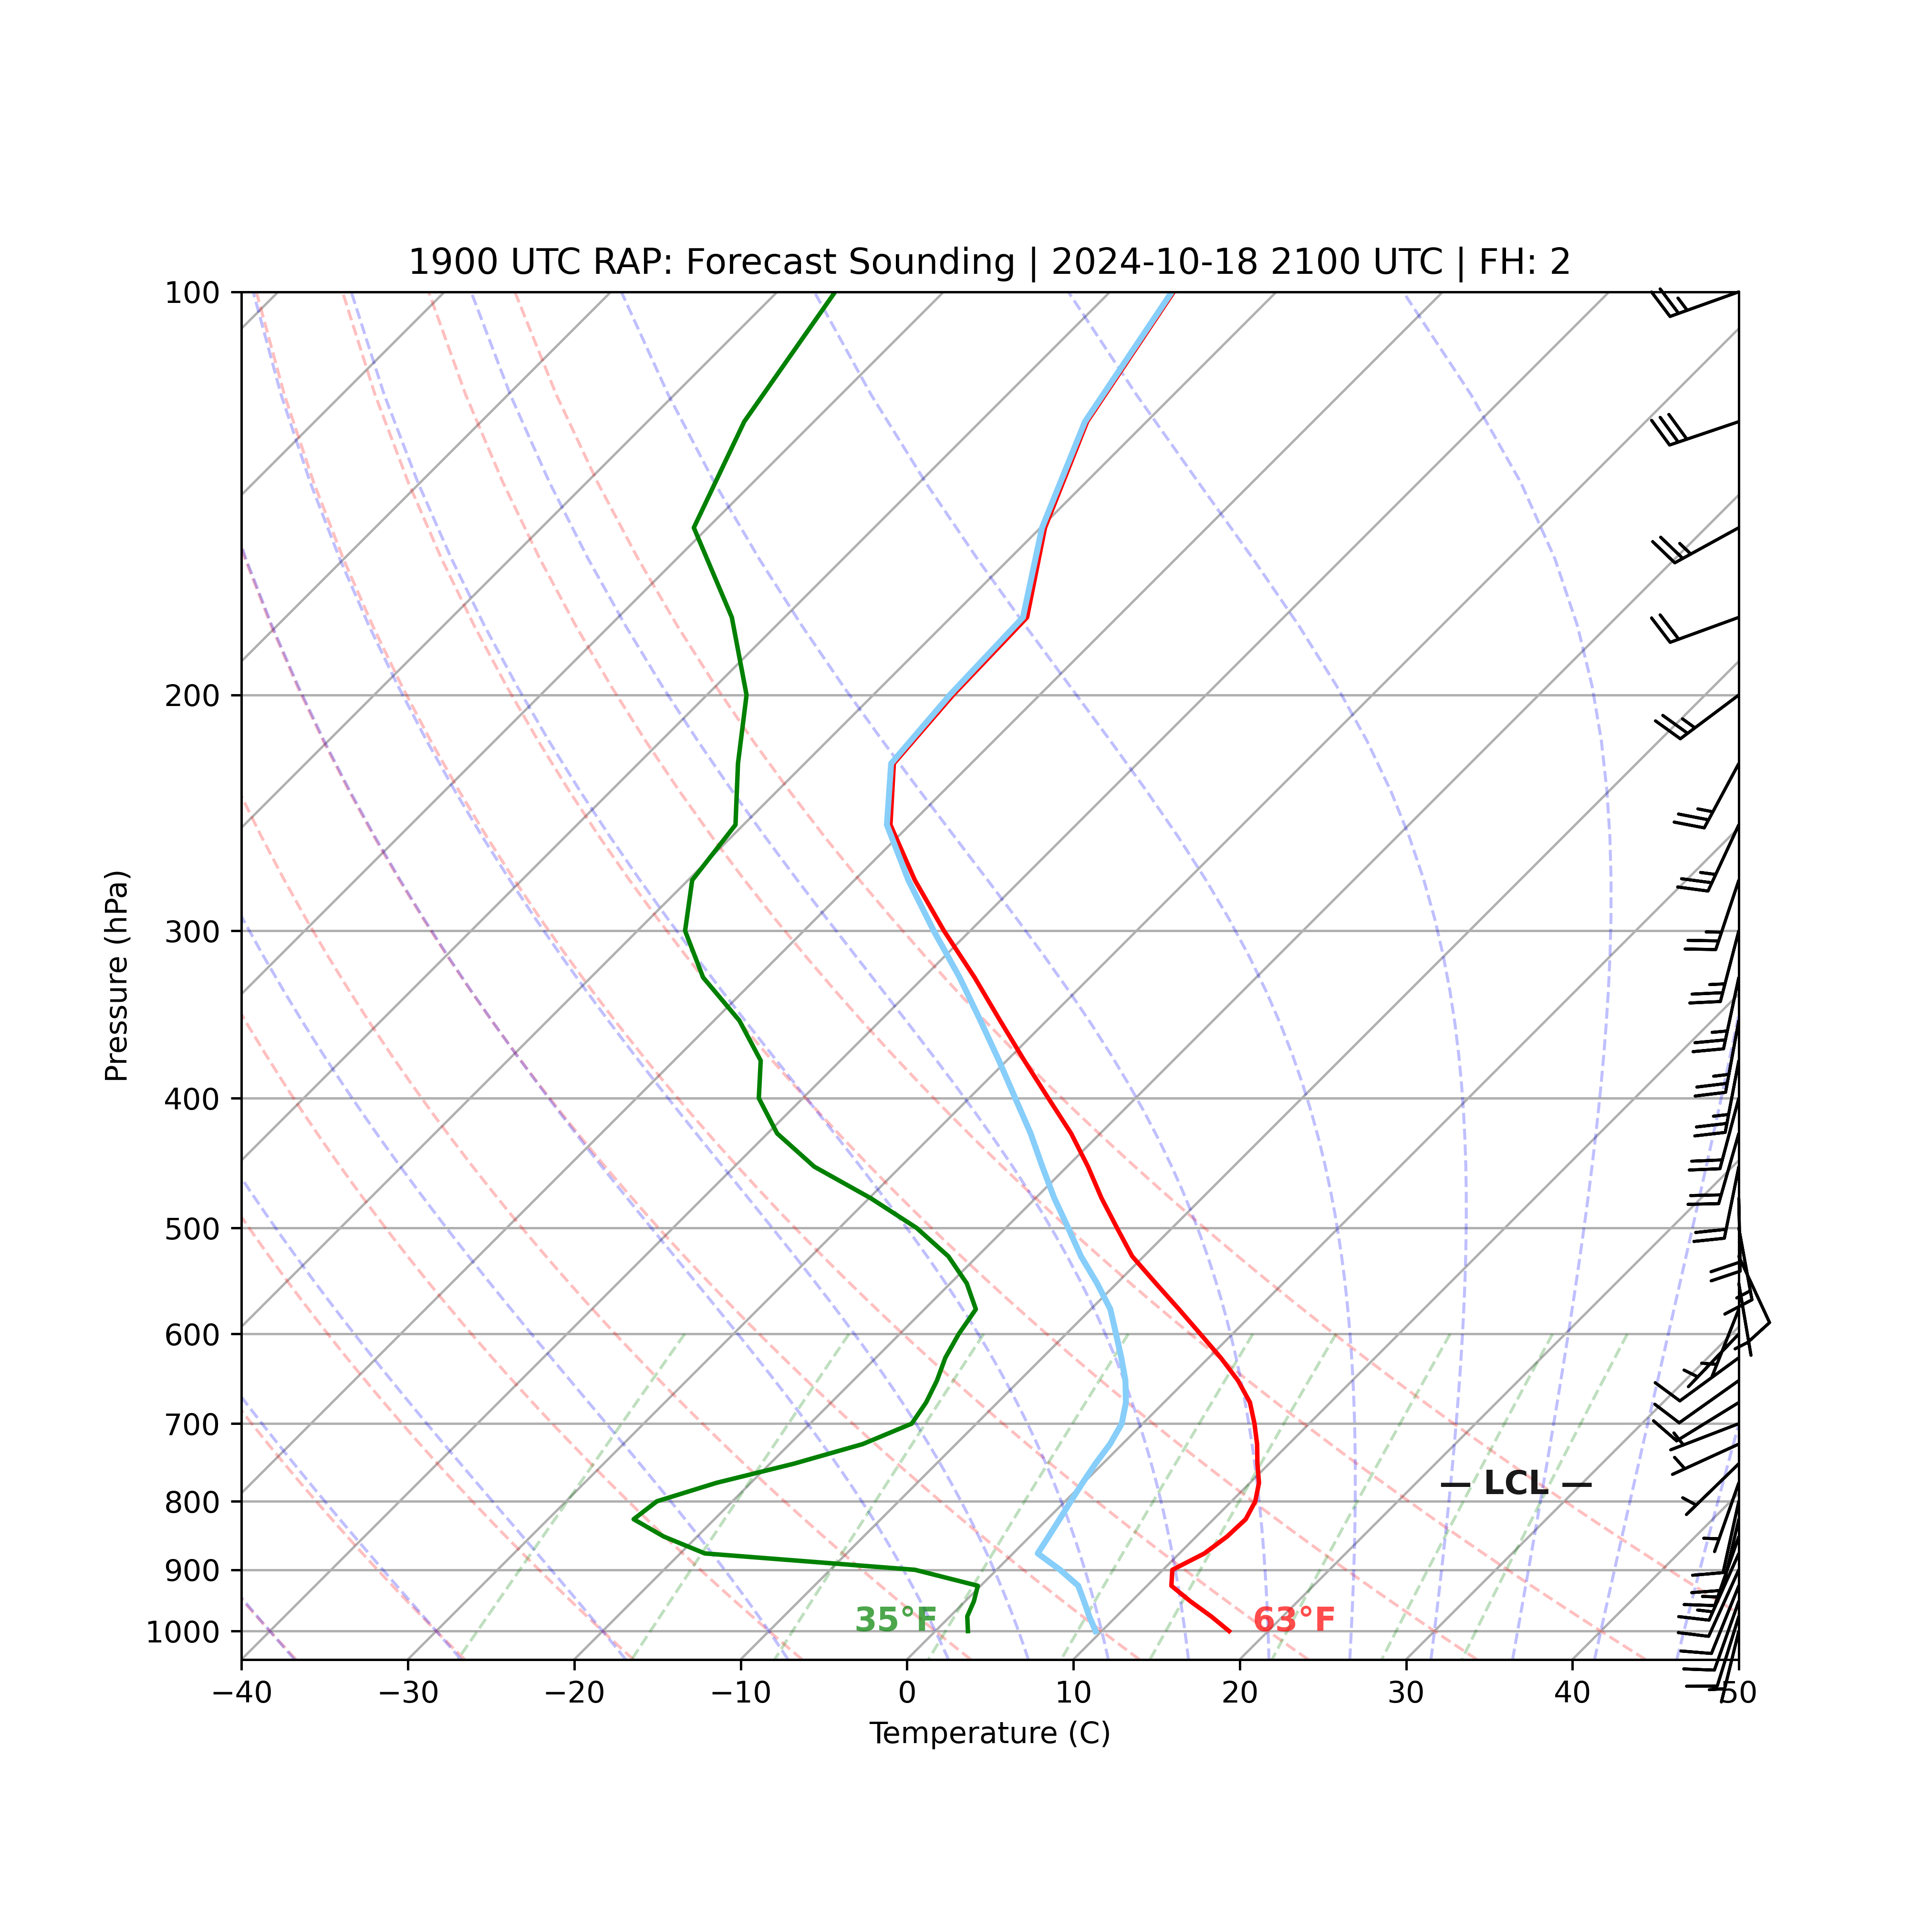 1900 UTC RAP: Forecast Sounding | 2024-10-18 2100 UTC | FH: 2
100
200
300
400
500
600
700
800
900
1000
Pressure (hPa)
— LCL —
35°F
63°F
−40 −30 −20 −10 0 10 20 30 40 50
Temperature (C)